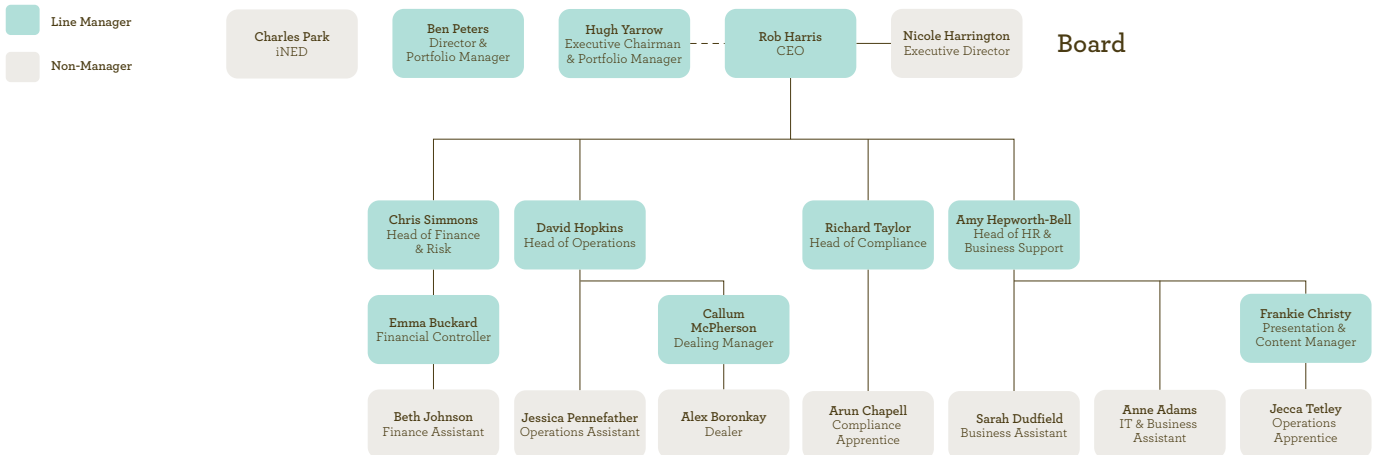 Line Manager
Non-Manager
Charles Park
iNED
Ben Peters
Director &
Portfolio Manager
Hugh Yarrow
Executive Chairman
& Portfolio Manager
Rob Harris
CEO
Nicole Harrington
Executive Director
Board
Chris Simmons
Head of Finance
& Risk
David Hopkins
Head of Operations
Richard Taylor
Head of Compliance
Amy Hepworth-Bell
Head of HR &
Business Support
Emma Buckard
Financial Controller
Callum
McPherson
Dealing Manager
Frankie Christy
Presentation &
Content Manager
Beth Johnson
Finance Assistant
Jessica Pennefather
Operations Assistant
Alex Boronkay
Dealer
Arun Chapell
Compliance
Apprentice
Sarah Dudfield
Business Assistant
Anne Adams
IT & Business
Assistant
Jecca Tetley
Operations
Apprentice